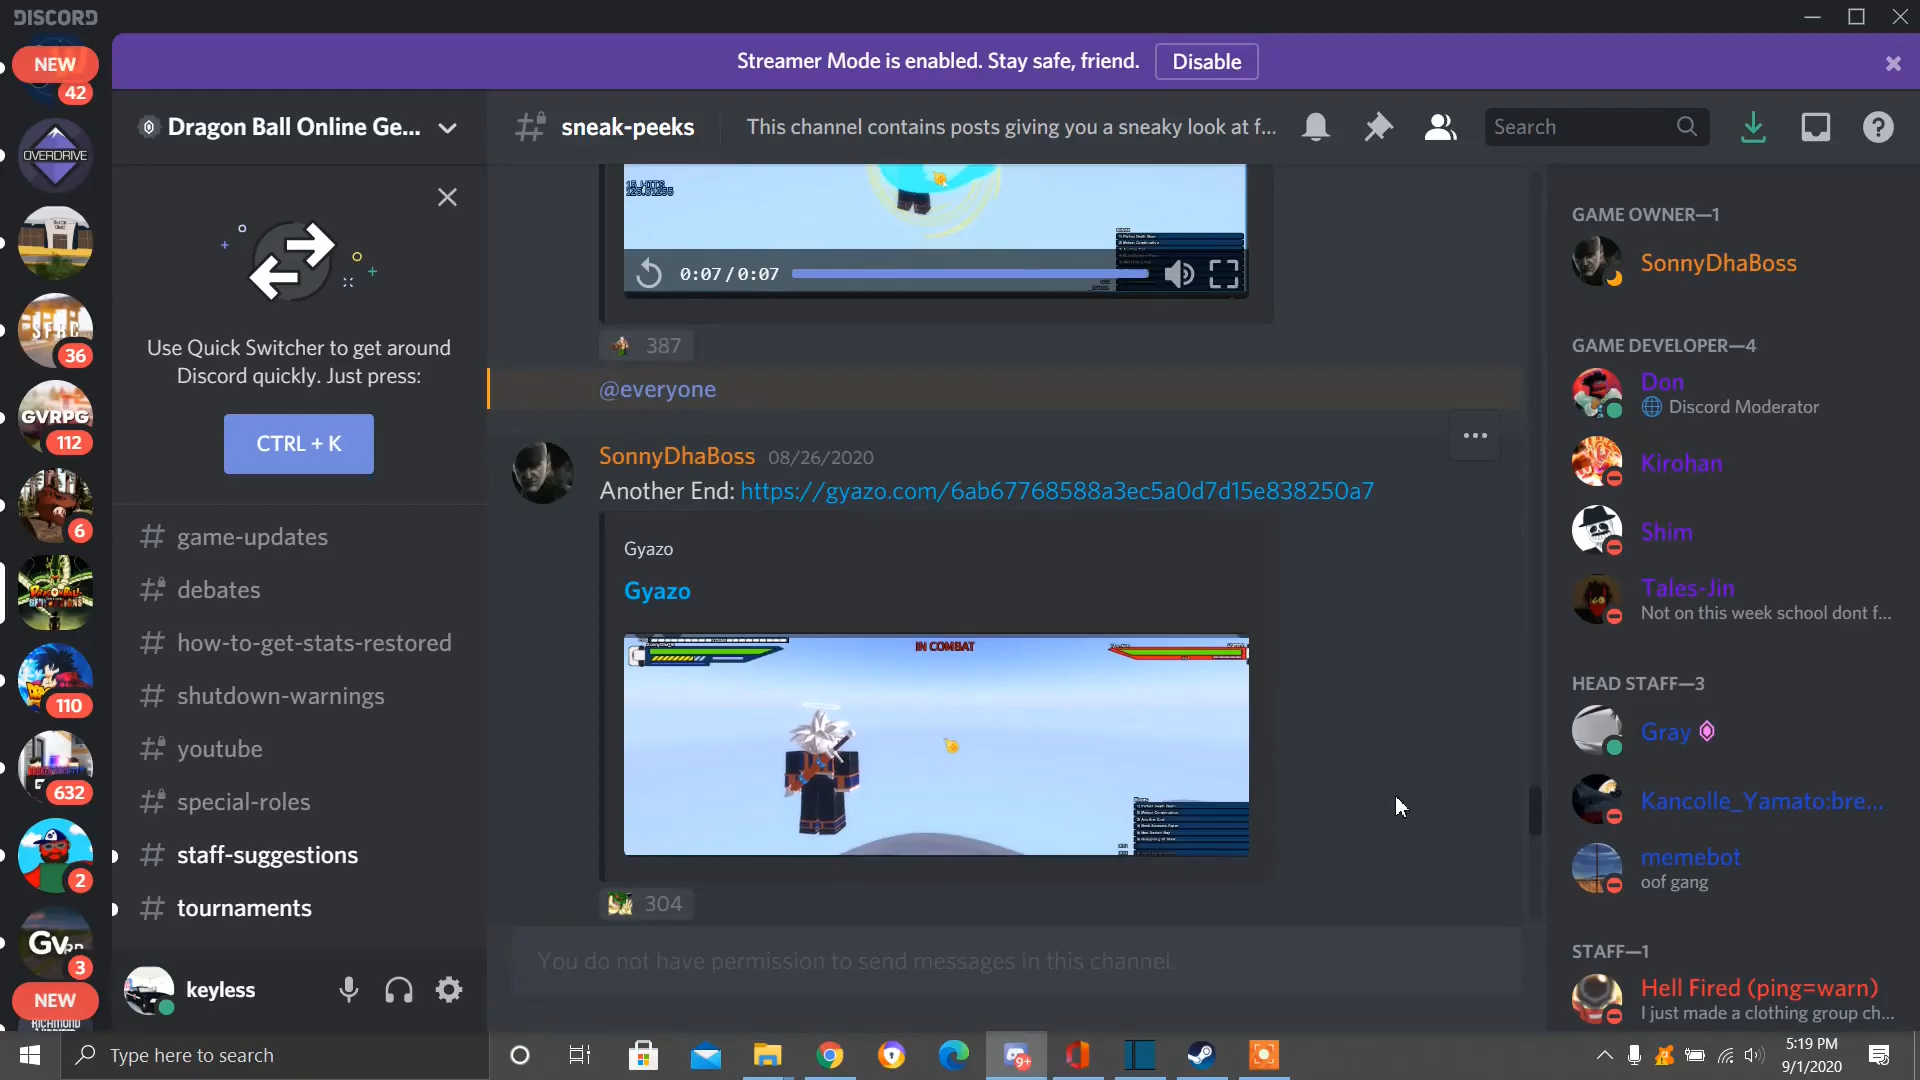 DISCORD
Streamer Mode is enabled. Stay safe, friend.
Disable
NEW
42
OVERDRIVE
36
GVRPG
112
6
110
632
2
3
NEW
Dragon Ball Online Ge...
Use Quick Switcher to get around
Discord quickly. Just press:
CTRL + K
game-updates
debates
how-to-get-stats-restored
shutdown-warnings
youtube
special-roles
staff-suggestions
tournaments
keyless
sneak-peeks
This channel contains posts giving you a sneaky look at f...
Search
15 HITS
0:07/0:07
387
@everyone
SonnyDhaBoss 08/26/2020
Another End: https://gyazo.com/6ab67768588a3ec5a0d7d15e838250a7
Gyazo
Gyazo
IN COMBAT
304
You do not have permission to send messages in this channel.
GAME OWNER—1
SonnyDhaBoss
GAME DEVELOPER—4
Don
Discord Moderator
Kirohan
Shim
Tales-Jin
Not on this week school dont f...
HEAD STAFF—3
Gray
Kancolle_Yamato:bre...
memebot
oof gang
STAFF—1
Hell Fired (ping=warn)
I just made a clothing group ch...
Type here to search
9+
5:19 PM
9/1/2020